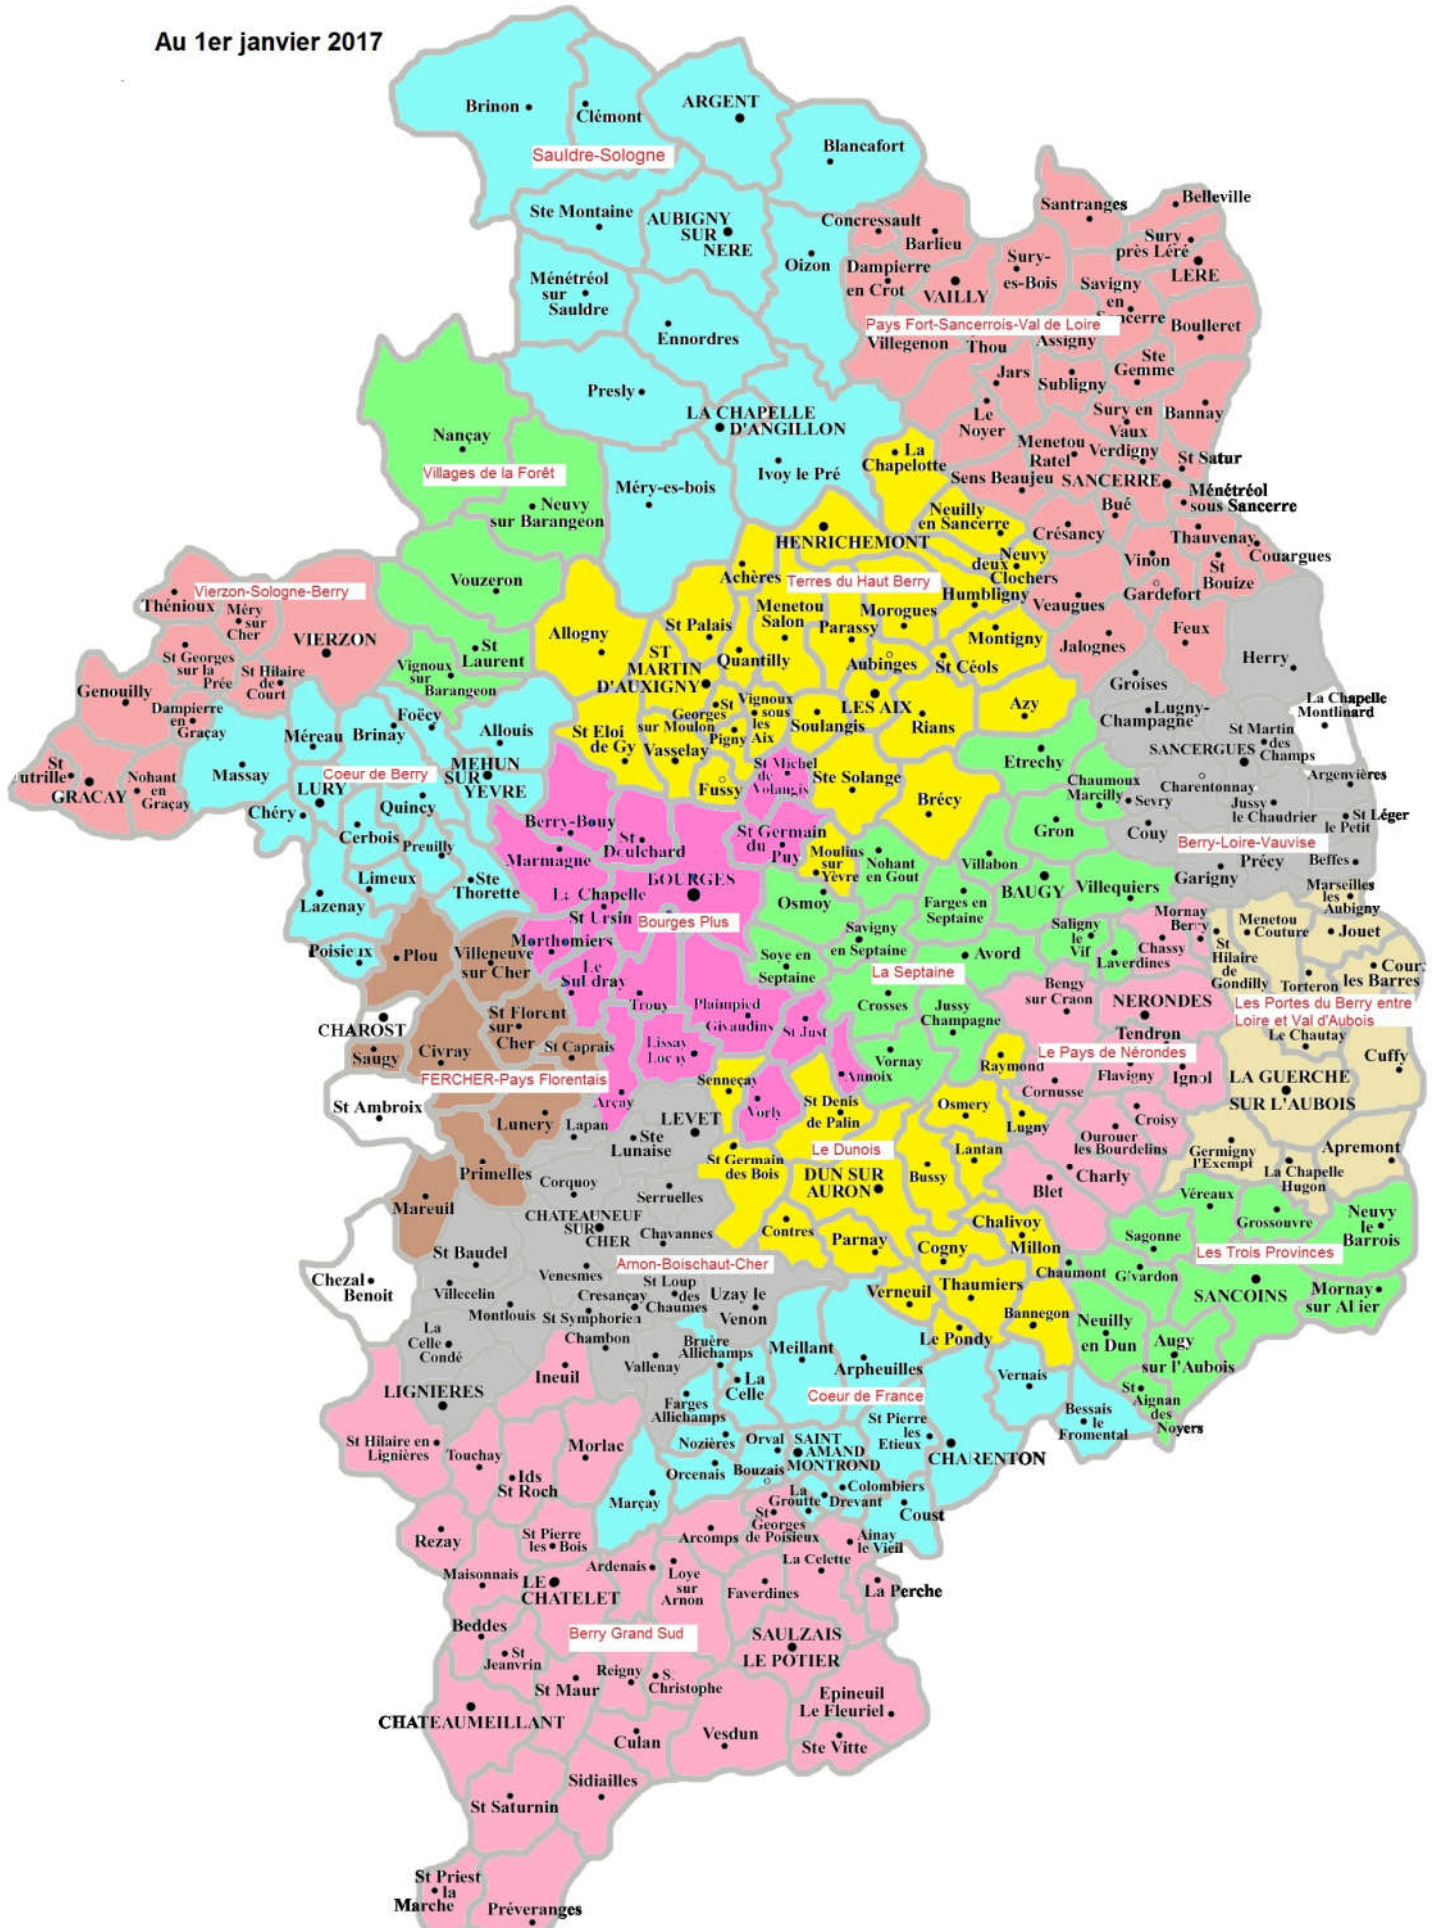 Au 1er janvier 2017
Brinon
Clémont
ARGENT
Blancafort
Sauldre-Sologne
Ste Montaine
AUBIGNY
SUR
NERE
Oizon
Concressault
Barlieu
Santranges
Belleville
Sury
près Léré
LERE
Dampierre
en Crot
VAILLY
Sury-
es-Bois
Savigny
en
Boulleret
Ménétréol
sur
Sauldre
Ennordres
Pays Fort-Sancerrois-Val de Loire
Villegenon
Thou
Assigny
Ste
Gemme
Jars
Subligny
Presly
LA CHAPELLE
D'ANGILLON
Le
Noyer
Sury en
Vaux
Bannay
Nançay
Villages de la Forêt
Neuvy
sur Barangeon
Méry-es-bois
Ivoy le Pré
La
Chapelotte
Menetou
Ratel
Verdigny
St Satur
Sens Beaujeu
SANCERRE
Ménétréol
sous Sancerre
Bué
Neuilly
en Sancerre
Crésancy
Thauvenay
Couargues
HENRICHEMONT
Neuvy
deux
Clochers
Vinon
St
Bouize
Vouzeron
Achères
Terres du Haut Berry
Humbligny
Gardefort
Veaugues
Vierzon-Sologne-Berry
Thénioux
Méry
sur
Cher
VIERZON
Menetou
Salon
Morogues
Parassy
Montigny
Jalognes
Feux
Allogny
St Palais
St
Laurent
ST
MARTIN
D'AUXIGNY
Quantilly
Aubinges
St Céols
Herry
St Georges
sur la
Prée
St Hilaire
de
Court
Vignoux
sur
Barangeon
Groises
Genouilly
Dampierre
en
Graçay
Foëcy
Allouis
St
Georges
sur Moulon
Vignoux
sous
les
Aix
Pigny
LES AIX
Soulangis
Rians
Azy
Lugny-
Champagne
La Chapelle
Montlinard
Méreau
Brinay
St Eloi
de Gy
Vasselay
St Martin
des
Champs
SANCERGUES
St
GRACAY
Nohant
en
Graçay
Massay
Coeur de Berry
MEHUN
SUR
YEVRE
Fussy
St Michel
de
Volangis
Ste Solange
Etrechy
Charentonnay
Argenvières
LURY
Quincy
Brécy
Chaumoux
Marcilly
Sevry
Jussy
le Chaudrier
St Léger
le Petit
Chéry
Cerbois
Preuilly
Berry-Bouy
St
Doulchard
St Germain
du
Puy
Gron
Couy
Berry-Loire-Vauvise
Marmagne
Moulins
sur
Yèvre
Nohant
en Gout
Villabon
Précy
Beffes
Limeux
Ste
Thorette
BOURGES
BAUGY
Villequiers
Garigny
Marseilles
les
Aubigny
Lazenay
St Ursin
Osmoy
Farges en
Septaine
Bourges Plus
Savigny
en Septaine
Saligny
le
Vif
Mornay
Berry
Menetou
Couture
Jouet
Poisieux
Plou
Villeneuve
sur Cher
Morthomiers
Soye en
Septaine
La Septaine
Avord
Laverdines
Chassy
St
Hilaire
de
Gondilly
Torteron
les Barres
Le
Trouy
Plaimpied
Givaudins
Crosses
Jussy
Champagne
Bengy
sur Craon
NERONDES
Les Portes du Berry entre
Loire et Val d'Aubois
CHAROST
St Florent
sur
Cher
St Just
Tendron
Le Chautay
Saugy
Civray
St Caprais
Lissay
Vornay
Raymond
Le Pays de Nérondes
Cuffy
FERCHER-Pays Florentais
Senneçay
Annoix
Cornusse
Flavigny
Ignol
LA GUERCHE
SUR L'AUBOIS
St Ambroix
Arçay
Vorly
St Denis
de Palin
Osmery
Lugny
Croisy
Lunery
Lapan
Ste
Lunaise
LEVET
Le Dunois
Ourouer
les Bourdelins
Germigny
l'Exempt
Apremont
Primelles
St Germain
des Bois
DUN SUR
AURON
Bussy
Lantan
Charly
La Chapelle
Hugon
Mareuil
Corquoy
Serruelles
Blet
Véreaux
CHATEAUNEUF
SUR
CHER
Chavannes
Contres
Parnay
Chalivoy
Millon
Grossouvre
Neuvy
le
Barrois
St Baudel
Arnon-Boischaut-Cher
Cogny
Sagonne
Les Trois Provinces
Chezal
Benoit
Venesmes
Chaumont
Givardon
Villecelin
Cresançay
St Loup
des
Chaumes
Uzay le
Venon
Verneuil
Thaumiers
SANCOINS
Mornay
Montlouis
St Symphorien
Bannegon
La
Celle
Condé
Chambon
Bruère
Allichamps
Meillant
Le Pondy
Neuilly
en Dun
Augy
sur l'Aubois
Vallenay
Arpheuilles
Ineuil
La
Celle
Vernais
LIGNIERES
Farges
Allichamps
Coeur de France
St
Aignan
des
Noyers
St Pierre
les
Etieux
Bessais
le
Fromental
St Hilaire en
Lignières
Touchay
Morlac
Nozières
Orval
SAINT
AMAND
MONTROND
CHARENTON
Ids
St Roch
Orcenais
Bouzais
Marçay
La
Groutte
Drevant
Colombiers
Coust
Rezay
St Pierre
les Bois
Arcomps
St
Georges
de Poisieux
Ainay
le Vieil
Maisonnais
LE
CHATELET
Ardenais
Loye
sur
Arnon
La Celette
Faverdines
La Perche
Beddes
Berry Grand Sud
SAULZAIS
LE POTIER
St
Jeanvrin
Reigny
Christophe
St Maur
Epineuil
Le Fleuriel
CHATEAUMEILLANT
Culan
Vesdun
Ste Vitte
Sidiailles
St Saturnin
St Priest
la
Marche
Préveranges